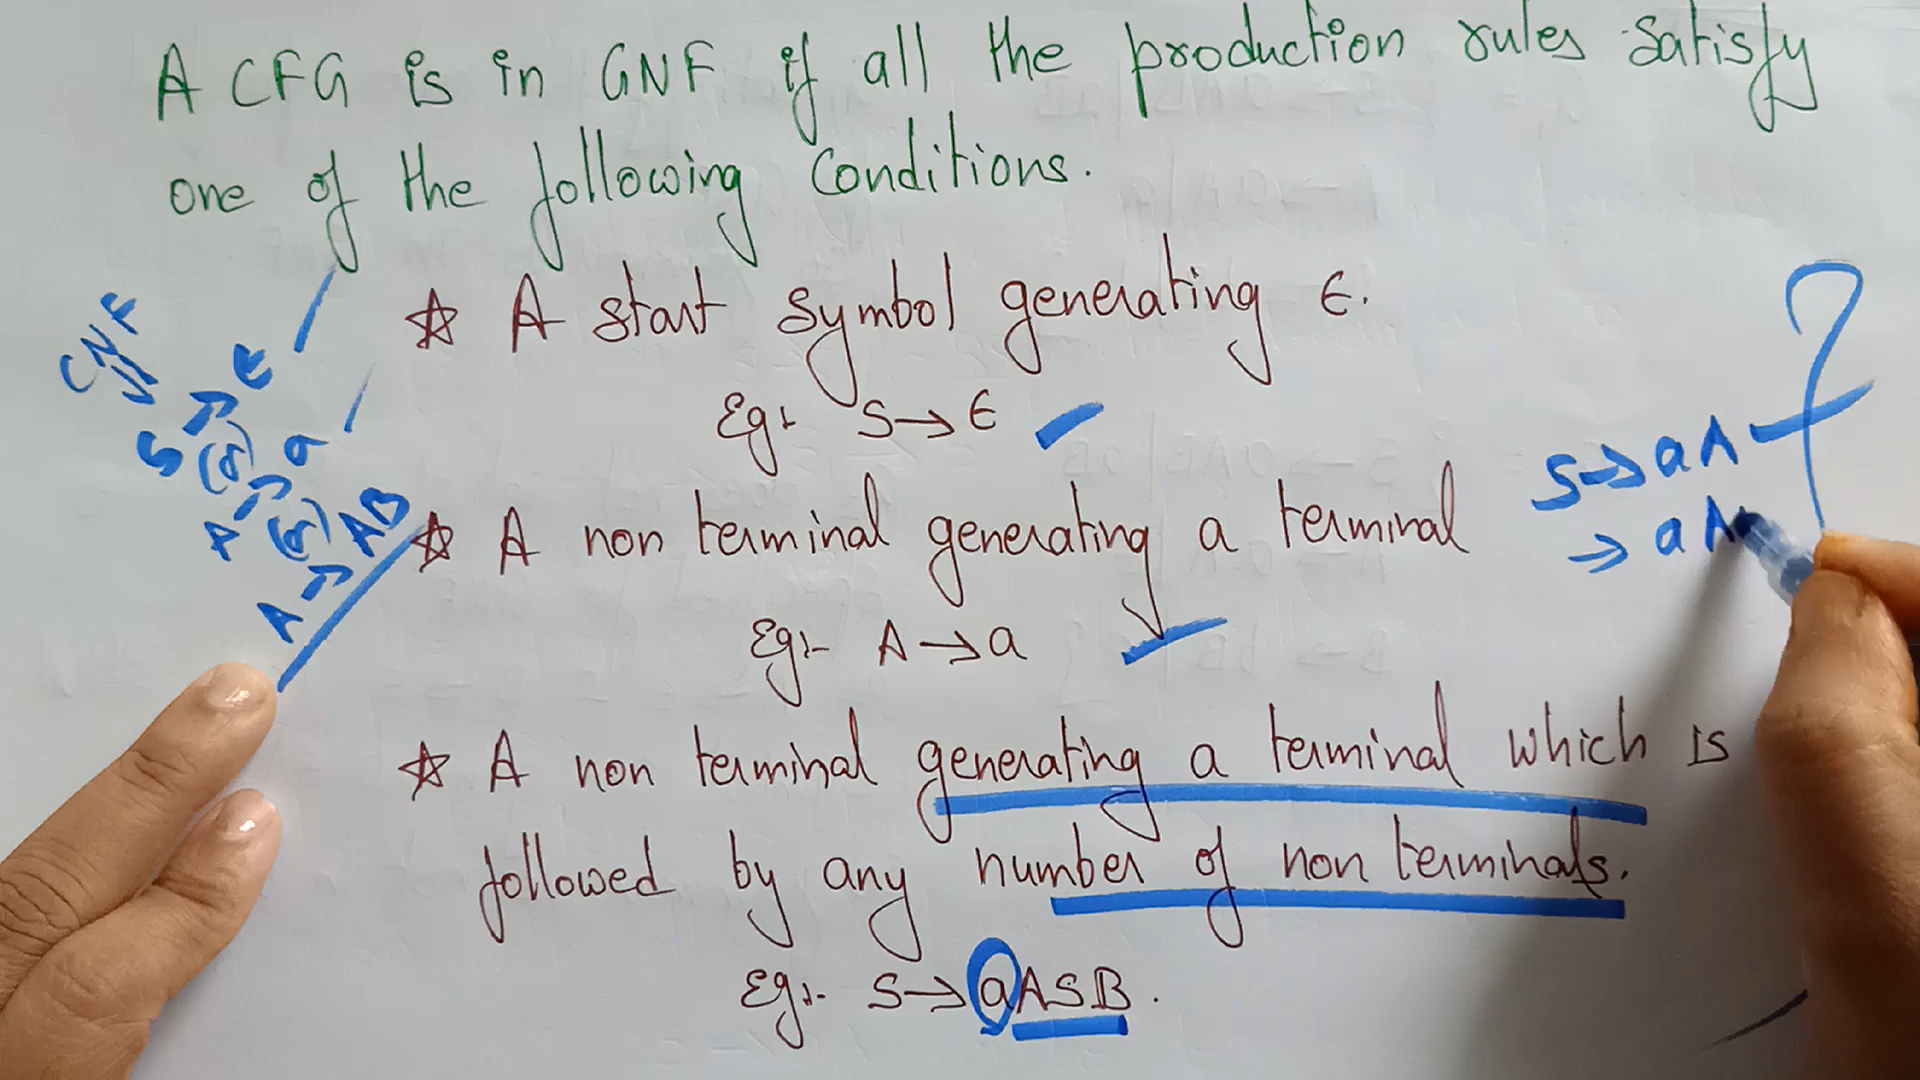 A CFG is in GNF if all the production rules satisfy
one of the following Conditions.
☆ A start symbol generating ϵ.
Eg:- S→ϵ
☆ A non terminal generating a terminal
Eg:- A→a
☆ A non terminal generating a terminal which is
followed by any number of non terminals.
Eg:- S→aASB.
CNF
S→ϵ
(or)
A→a
(or)
A→AB
S→aA
→aA